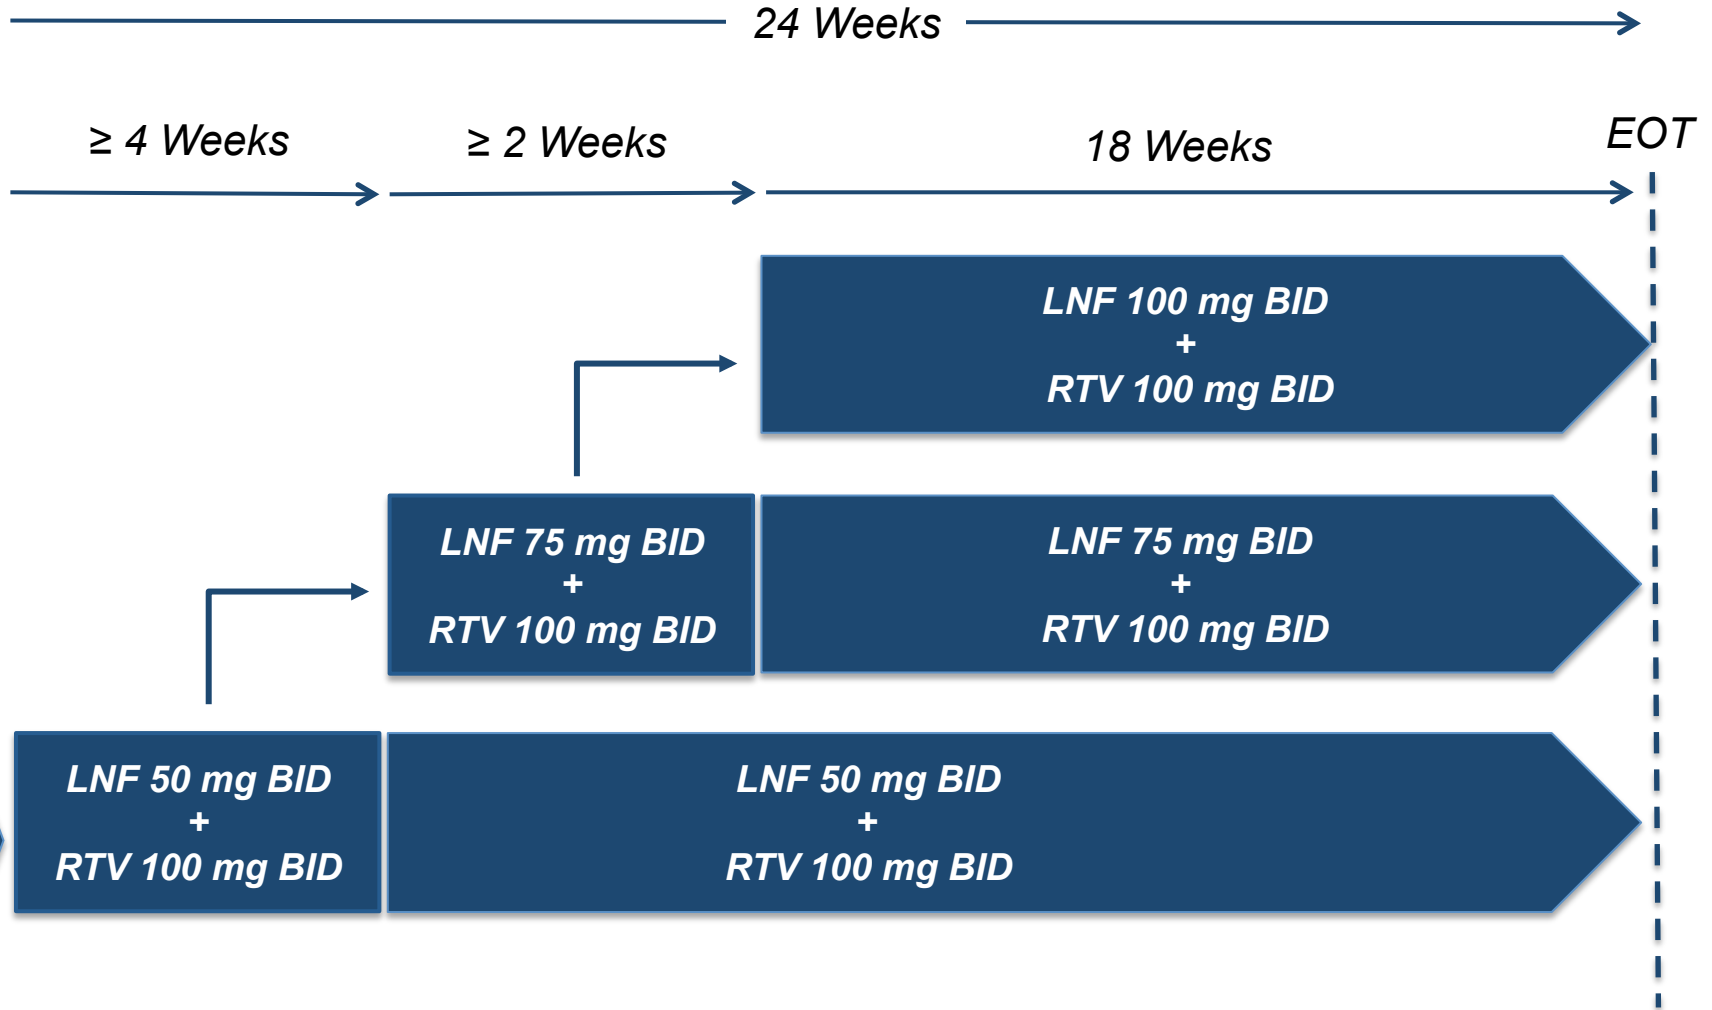 24 Weeks
≥ 4 Weeks
≥ 2 Weeks
18 Weeks
EOT
LNF 100 mg BID
+
RTV 100 mg BID
LNF 75 mg BID
+
RTV 100 mg BID
LNF 75 mg BID
+
RTV 100 mg BID
LNF 50 mg BID
+
RTV 100 mg BID
LNF 50 mg BID
+
RTV 100 mg BID